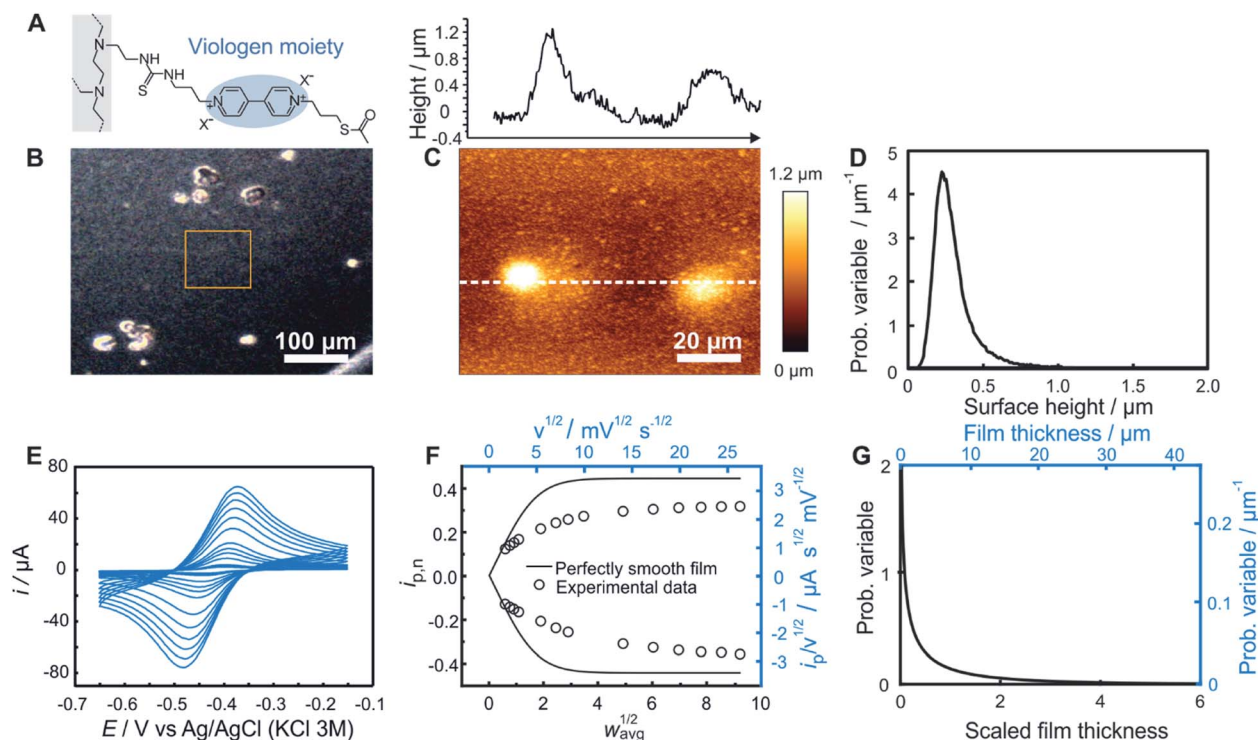 A
Viologen moiety
N
N
N
N
NH
NH
S
X⁻
X⁻
N
+
N
+
S
O
Height / µm
1.2
0.8
0.4
0
-0.4
B
100 µm
C
20 µm
1.2 µm
0 µm
D
Prob. variable / µm⁻¹
5
4
3
2
1
0
0 0.5 1.0 1.5 2.0
Surface height / µm
E
i / µA
80
40
0
-40
-80
-0.7 -0.6 -0.5 -0.4 -0.3 -0.2 -0.1
E / V vs Ag/AgCl (KCl 3M)
F
v^1/2 / mV^1/2 s^-1/2
0 5 10 15 20 25
i_p,n
0.4
0.2
0.0
-0.2
-0.4
Perfectly smooth film
Experimental data
3
2
1
0
-1
-2
-3
i_p/v^1/2 / µA s^1/2 mV^-1/2
0 2 4 6 8 10
w_avg^1/2
G
Film thickness / µm
0 10 20 30 40
Prob. variable
2
1
0
0.2
0.1
0
Prob. variable / µm⁻¹
0 2 4 6
Scaled film thickness